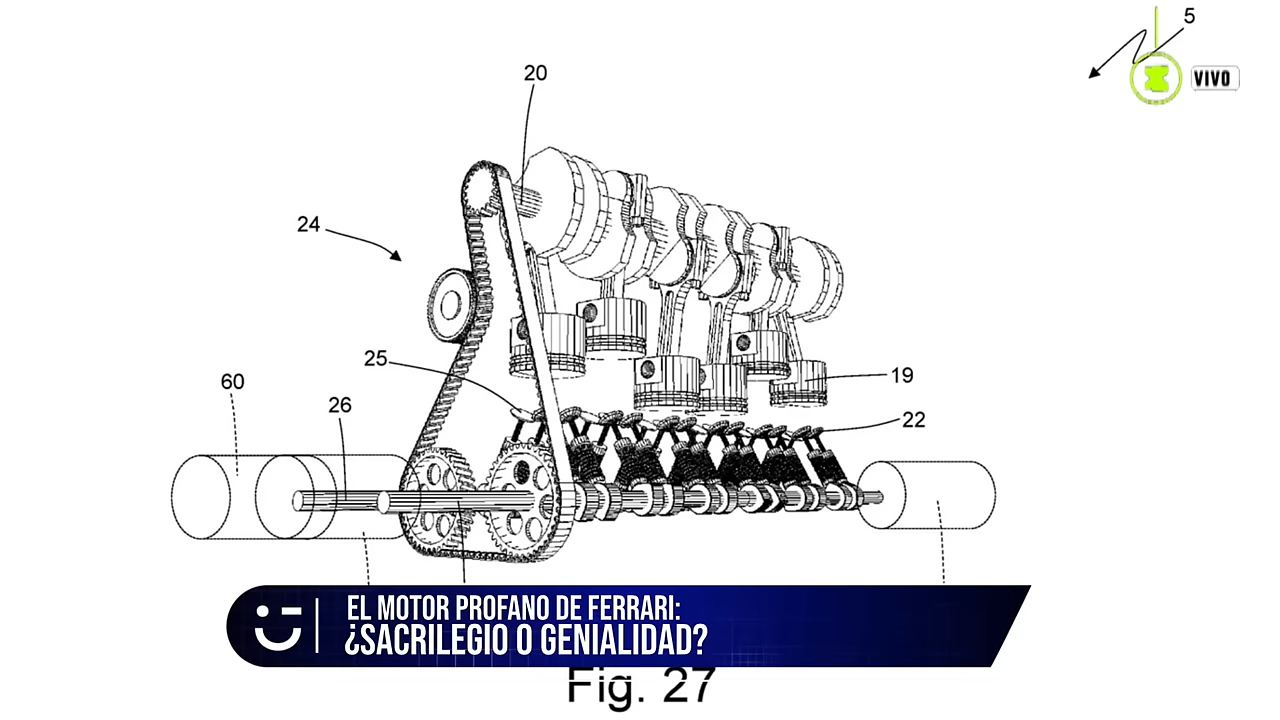 5
VIVO
20
24
25
60
26
19
22
EL MOTOR PROFANO DE FERRARI:
¿SACRILEGIO O GENIALIDAD?
Fig. 27